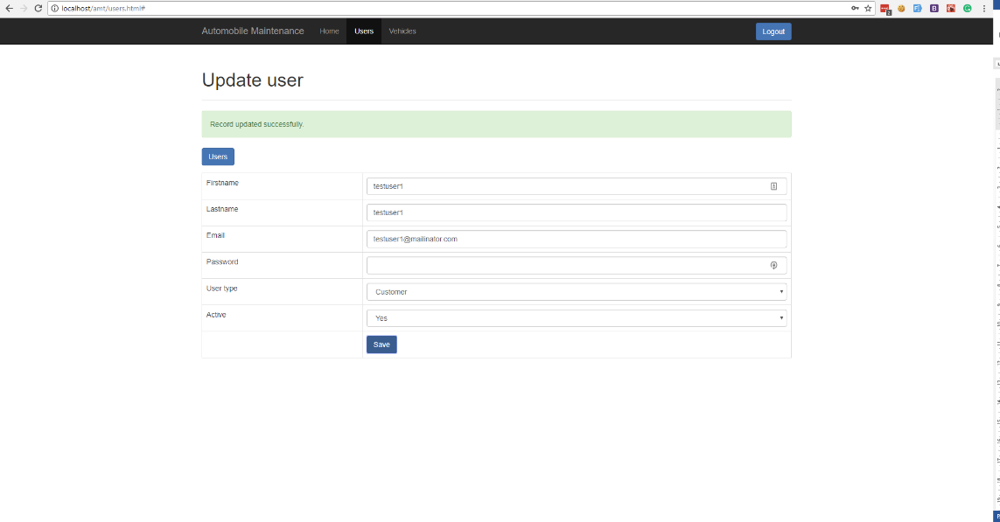 localhost/amt/users.html#
Automobile Maintenance Home Users Vehicles Logout
Update user
Record updated successfully.
Users
Firstname testuser1
Lastname testuser1
Email testuser1@mailinator.com
Password
User type Customer
Active Yes
Save